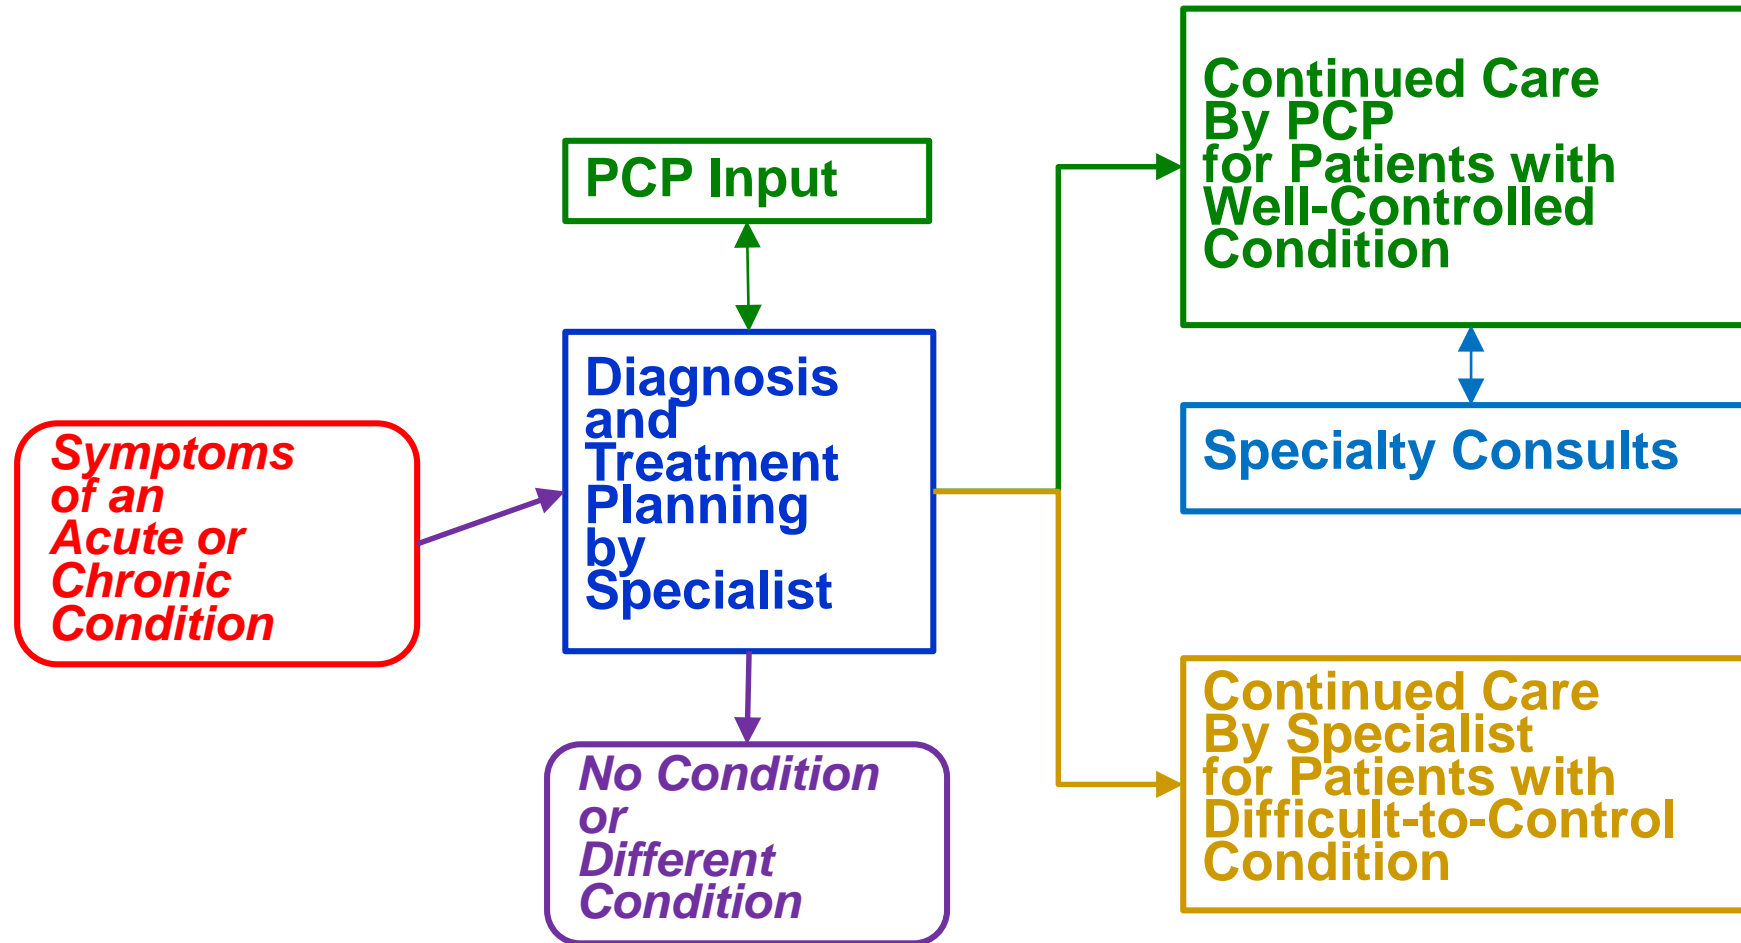 Symptoms
of an
Acute or
Chronic
Condition
PCP Input
Diagnosis
and
Treatment
Planning
by
Specialist
No Condition
or
Different
Condition
Continued Care
By PCP
for Patients with
Well-Controlled
Condition
Specialty Consults
Continued Care
By Specialist
for Patients with
Difficult-to-Control
Condition